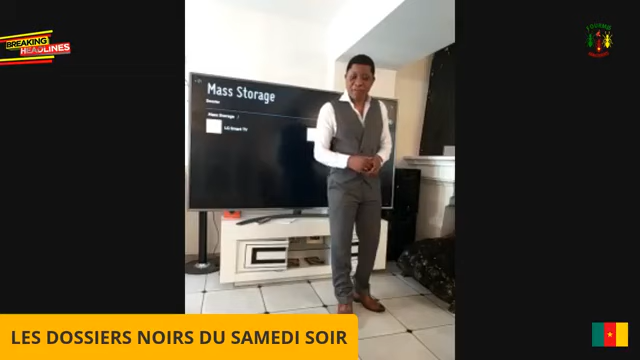 BREAKING
HEADLINES
Mass Storage
Mass Storage /
LG Smart TV
LES DOSSIERS NOIRS DU SAMEDI SOIR